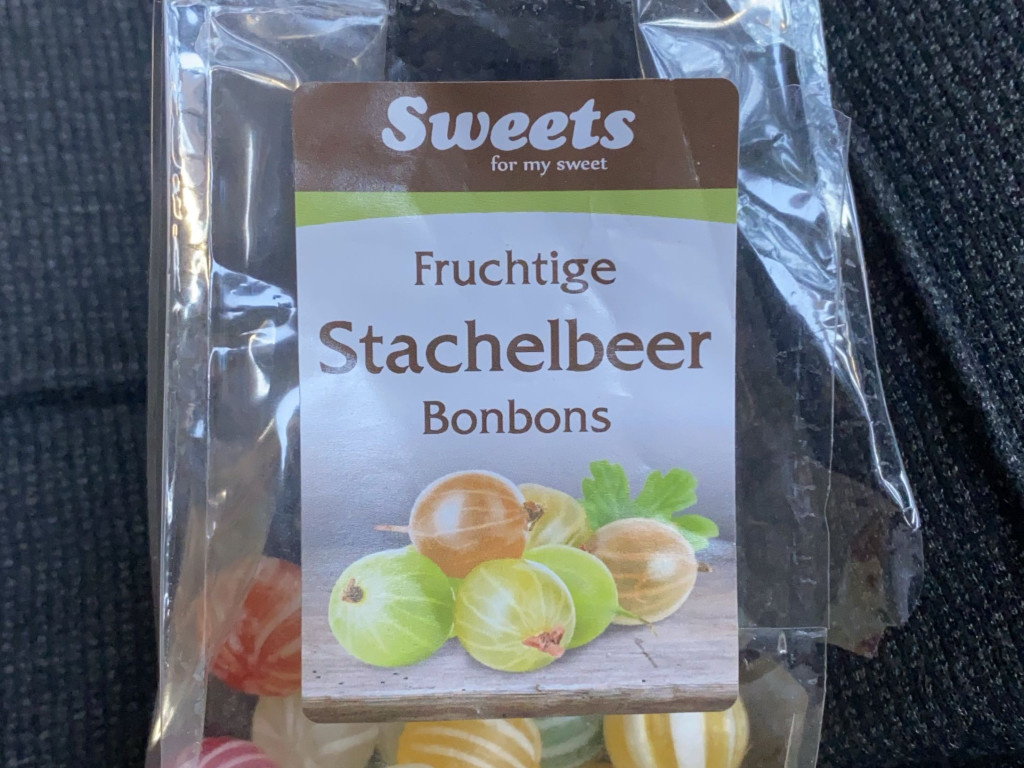 Sweets
for my sweet
Fruchtige
Stachelbeer
Bonbons